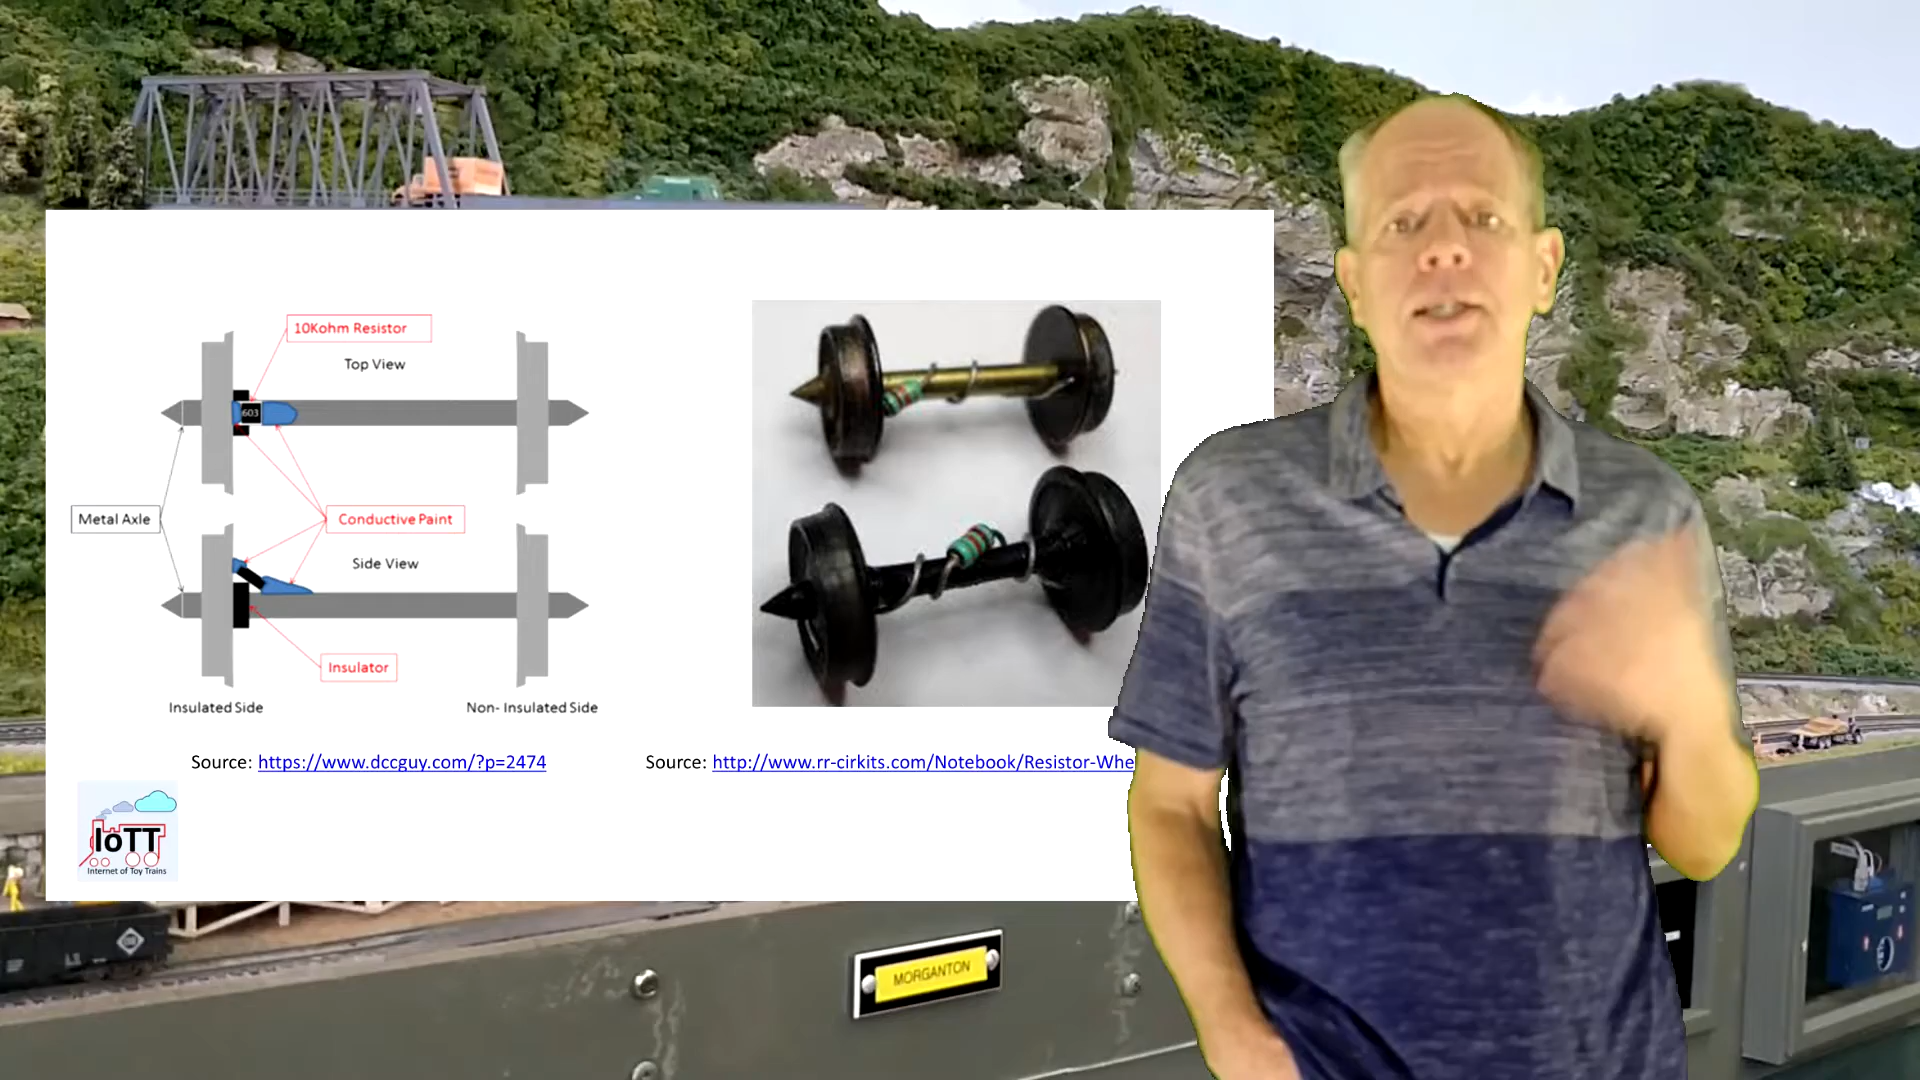 10Kohm Resistor
Top View
603
Metal Axle
Conductive Paint
Side View
Insulator
Insulated Side
Non- Insulated Side
Source: https://www.dccguy.com/?p=2474
Source: http://www.rr-cirkits.com/Notebook/Resistor-Whe
IoTT
Internet of Toy Trains
MORGANTON